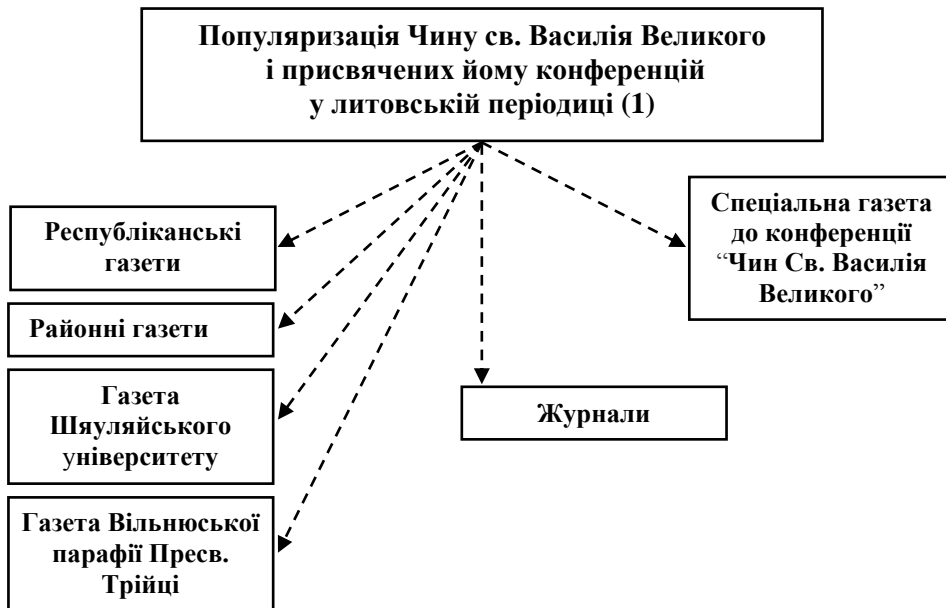 Популяризація Чину св. Василія Великого
і присвячених йому конференцій
у литовській періодиці (1)
Республіканські
газети
Районні газети
Газета
Шяуляйського
університету
Газета Вільнюської
парафії Пресв.
Трійці
Журнали
Спеціальна газета
до конференції
“Чин Св. Василія
Великого”